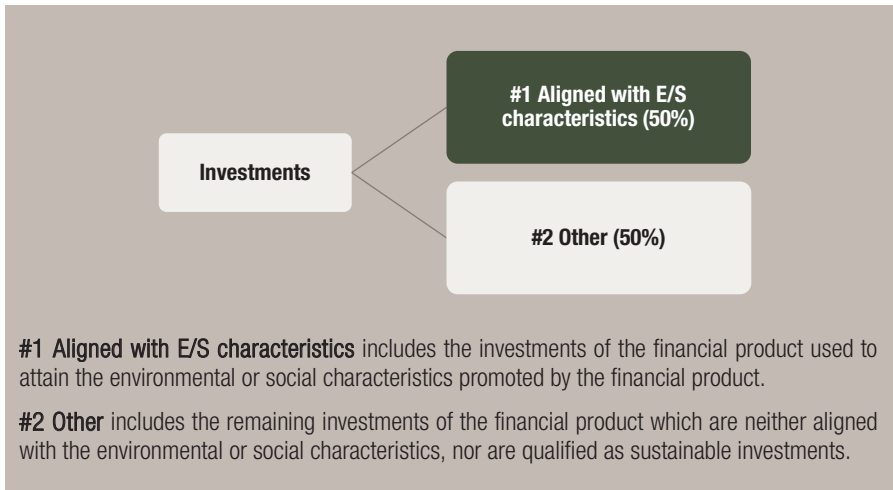 #1 Aligned with E/S
characteristics (50%)
Investments
#2 Other (50%)
#1 Aligned with E/S characteristics includes the investments of the financial product used to
attain the environmental or social characteristics promoted by the financial product.
#2 Other includes the remaining investments of the financial product which are neither aligned
with the environmental or social characteristics, nor are qualified as sustainable investments.